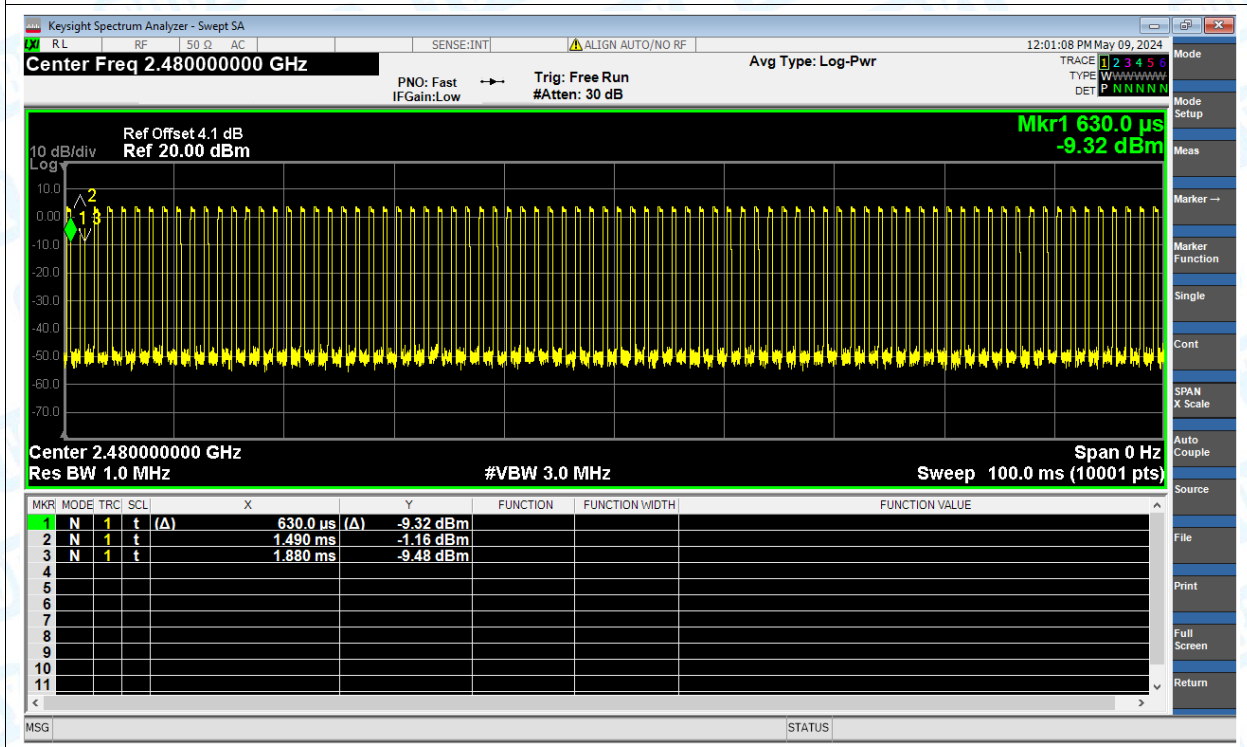 Keysight Spectrum Analyzer - Swept SA
LXI RL RF 50 Ω AC SENSE:INT ALIGN AUTO/NO RF 12:01:08 PM May 09, 2024
Center Freq 2.480000000 GHz
Avg Type: Log-Pwr
TRACE 1 2 3 4 5 6
TYPE WWWWWW
DET P N N N N N
PNO: Fast
IFGain:Low
Trig: Free Run
#Atten: 30 dB
Mkr1 630.0 µs
-9.32 dBm
Ref Offset 4.1 dB
10 dB/div Ref 20.00 dBm
Log
10.0
0.00
-10.0
-20.0
-30.0
-40.0
-50.0
-60.0
-70.0
2
1 3
Center 2.480000000 GHz Span 0 Hz
Res BW 1.0 MHz #VBW 3.0 MHz Sweep 100.0 ms (10001 pts)
MKR MODE TRC SCL X Y FUNCTION FUNCTION WIDTH FUNCTION VALUE
1 N 1 t (Δ) 630.0 µs (Δ) -9.32 dBm
2 N 1 t 1.490 ms -1.16 dBm
3 N 1 t 1.880 ms -9.48 dBm
4
5
6
7
8
9
10
11
MSG STATUS
Mode
Mode
Setup
Meas
Marker →
Marker
Function
Single
Cont
SPAN
X Scale
Auto
Couple
Source
File
Print
Full
Screen
Return